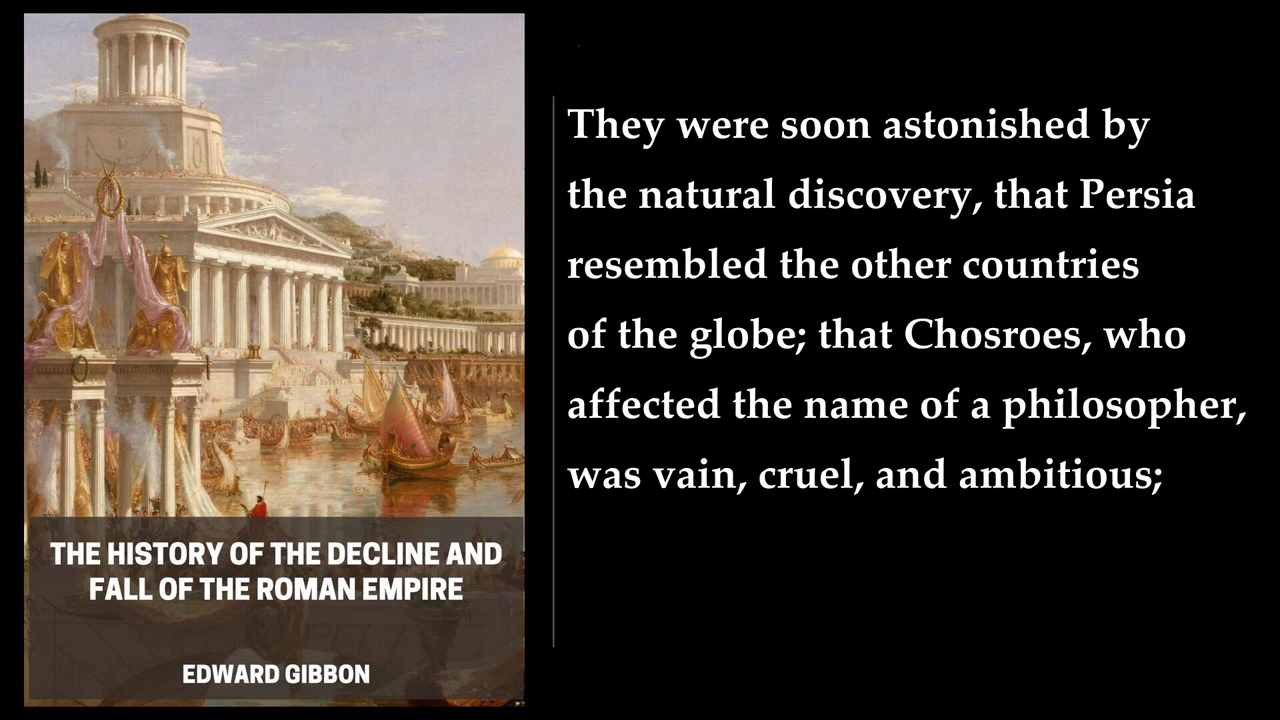 THE HISTORY OF THE DECLINE AND
FALL OF THE ROMAN EMPIRE
EDWARD GIBBON
They were soon astonished by
the natural discovery, that Persia
resembled the other countries
of the globe; that Chosroes, who
affected the name of a philosopher,
was vain, cruel, and ambitious;